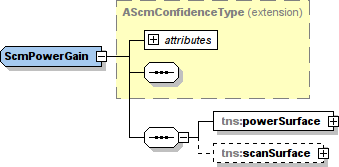 AScmConfidenceType (extension)
attributes
ScmPowerGain
tns:powerSurface
tns:scanSurface